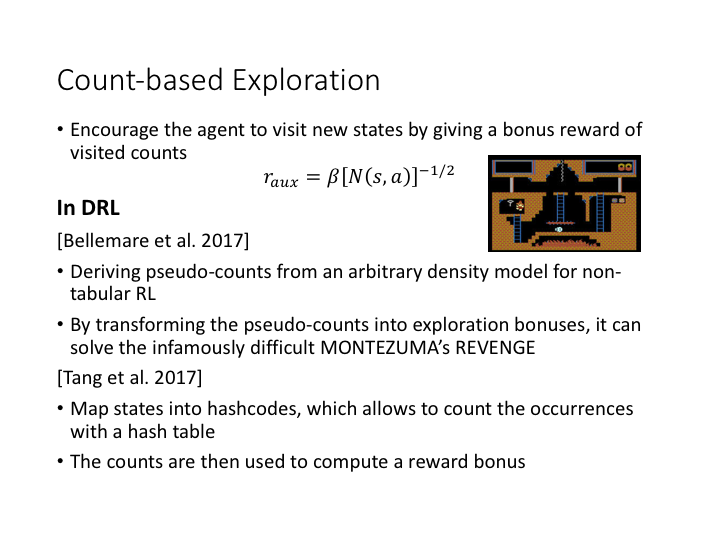 Count-based Exploration
• Encourage the agent to visit new states by giving a bonus reward of
visited counts
𝑟𝑎𝑢𝑥 = 𝛽[𝑁(𝑠, 𝑎)]−1/2
In DRL
[Bellemare et al. 2017]
• Deriving pseudo-counts from an arbitrary density model for non-
tabular RL
• By transforming the pseudo-counts into exploration bonuses, it can
solve the infamously difficult MONTEZUMA’s REVENGE
[Tang et al. 2017]
• Map states into hashcodes, which allows to count the occurrences
with a hash table
• The counts are then used to compute a reward bonus